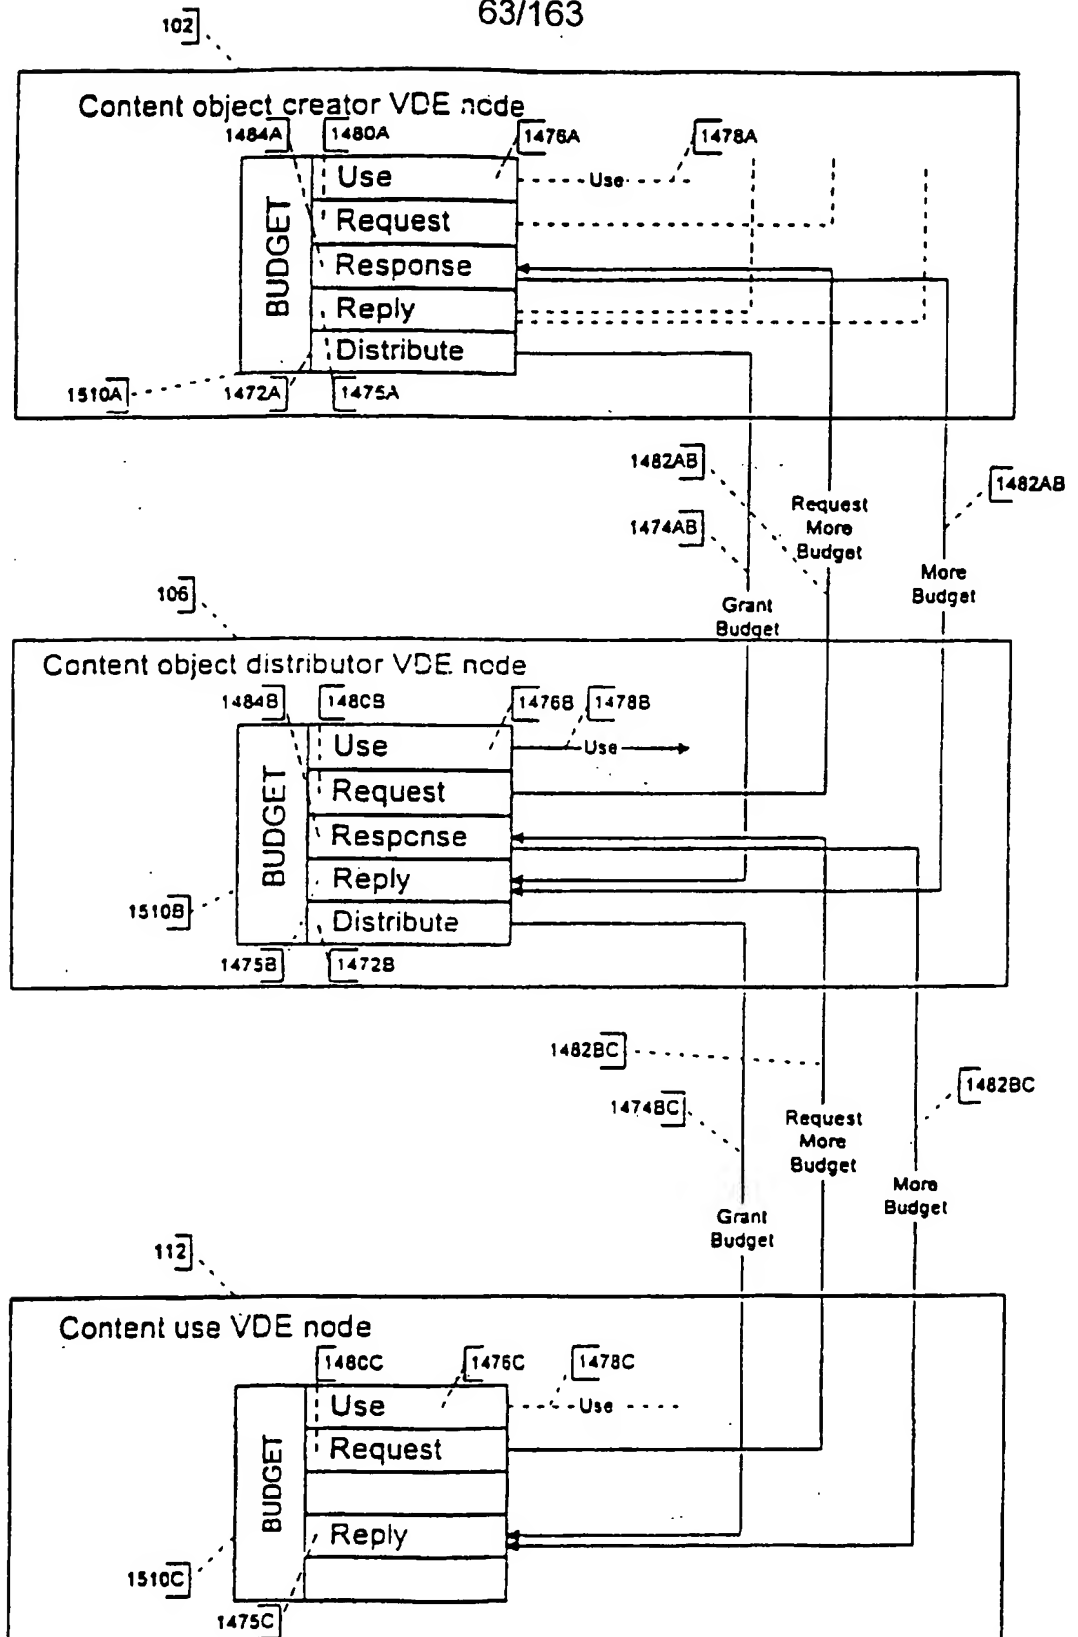 63/163
102
Content object creator VDE node
1484A
1480A
1476A
1478A
BUDGET
Use
Use
Request
Response
Reply
Distribute
1510A
1472A
1475A
1482AB
1482AB
1474AB
Request
More
Budget
More
Budget
Grant
Budget
106
Content object distributor VDE node
1484B
1480B
1476B
1478B
BUDGET
Use
Use
Request
Response
Reply
Distribute
1510B
1475B
1472B
1482BC
1482BC
1474BC
Request
More
Budget
More
Budget
Grant
Budget
112
Content use VDE node
1480C
1476C
1478C
BUDGET
Use
Use
Request
Reply
1510C
1475C